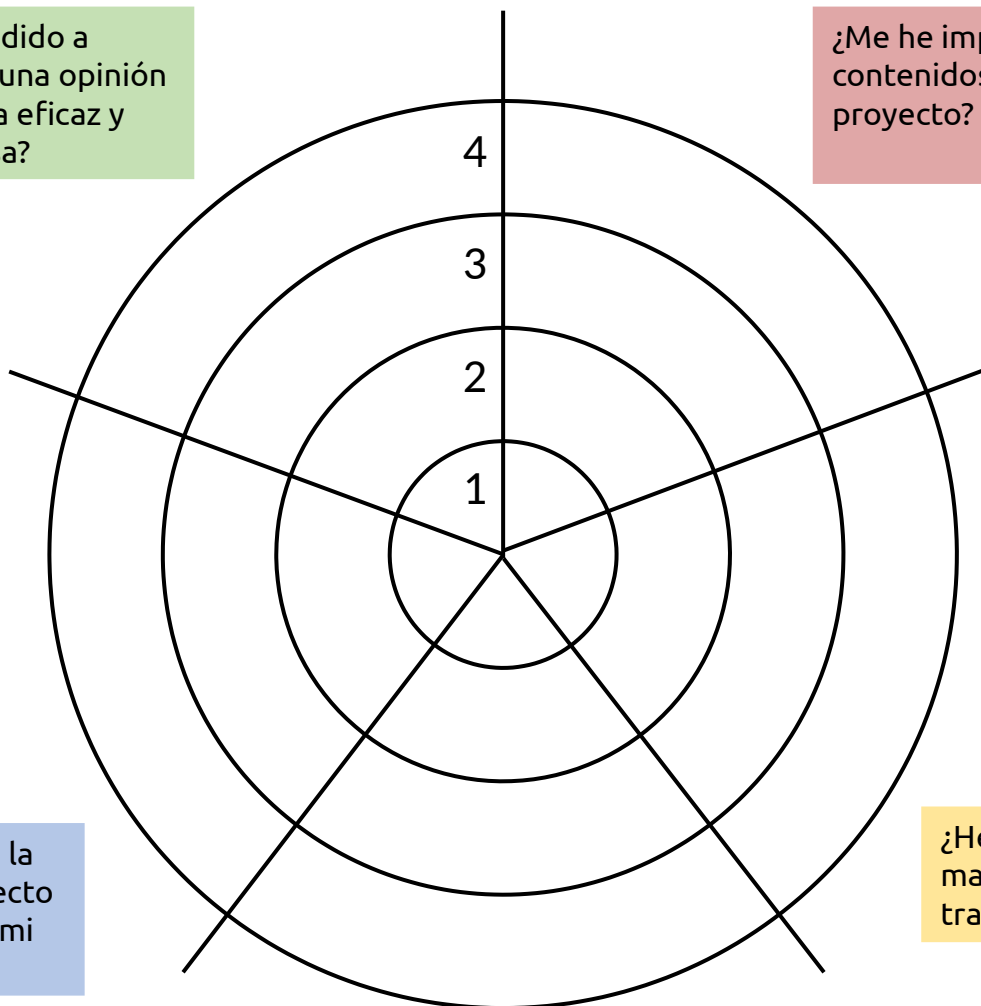 dido a
una opinión
a eficaz y
a?
¿Me he imp
contenidos
proyecto?
4
3
2
1
la
ecto
mi
¿He
ma
tra